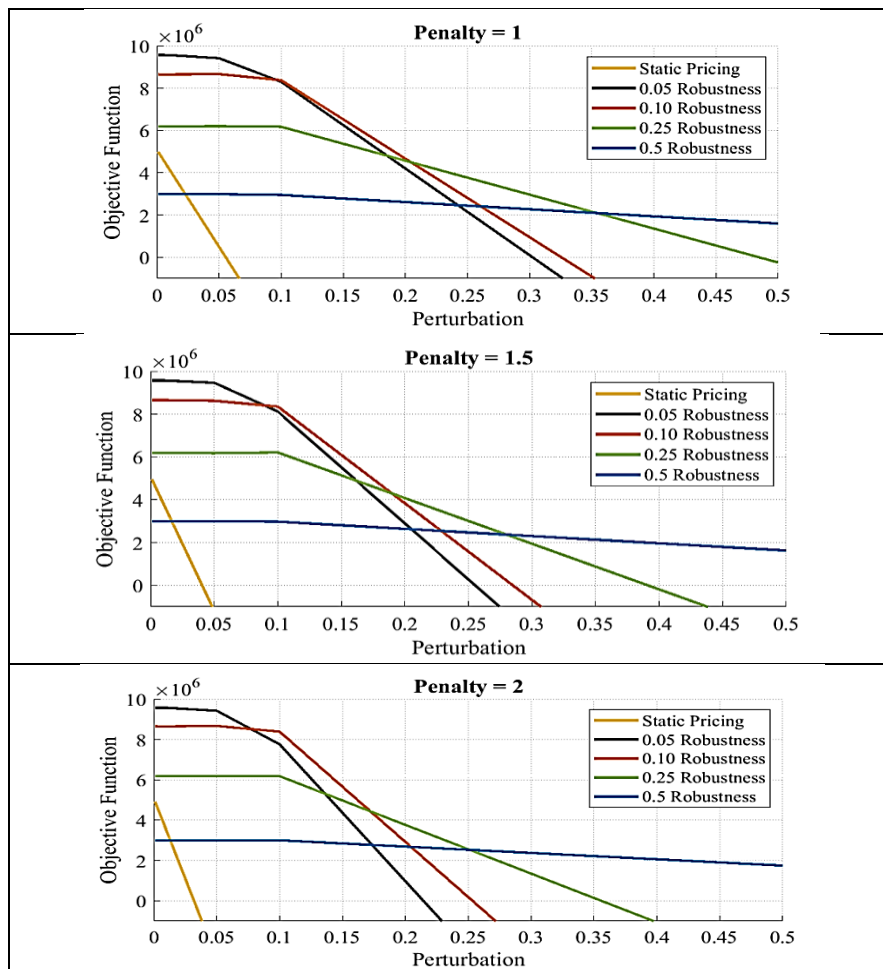 Penalty = 1
×10⁶
10
8
6
4
2
0
Objective Function
Static Pricing
0.05 Robustness
0.10 Robustness
0.25 Robustness
0.5 Robustness
0 0.05 0.1 0.15 0.2 0.25 0.3 0.35 0.4 0.45 0.5
Perturbation
Penalty = 1.5
×10⁶
10
8
6
4
2
0
Objective Function
Static Pricing
0.05 Robustness
0.10 Robustness
0.25 Robustness
0.5 Robustness
0 0.05 0.1 0.15 0.2 0.25 0.3 0.35 0.4 0.45 0.5
Perturbation
Penalty = 2
×10⁶
10
8
6
4
2
0
Objective Function
Static Pricing
0.05 Robustness
0.10 Robustness
0.25 Robustness
0.5 Robustness
0 0.05 0.1 0.15 0.2 0.25 0.3 0.35 0.4 0.45 0.5
Perturbation